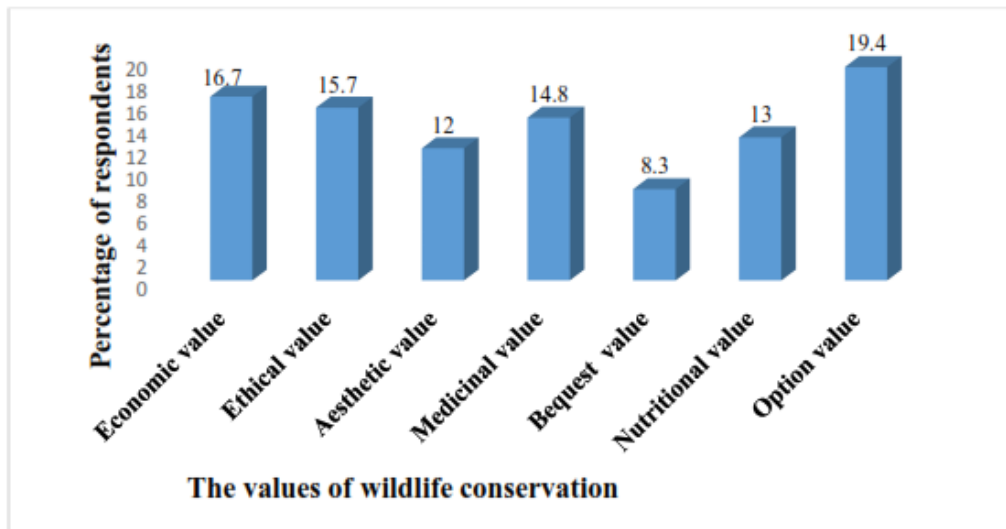 Percentage of respondents
20
18
16
14
12
10
8
6
4
2
0
16.7
15.7
12
14.8
8.3
13
19.4
Economic value
Ethical value
Aesthetic value
Medicinal value
Bequest value
Nutritional value
Option value
The values of wildlife conservation